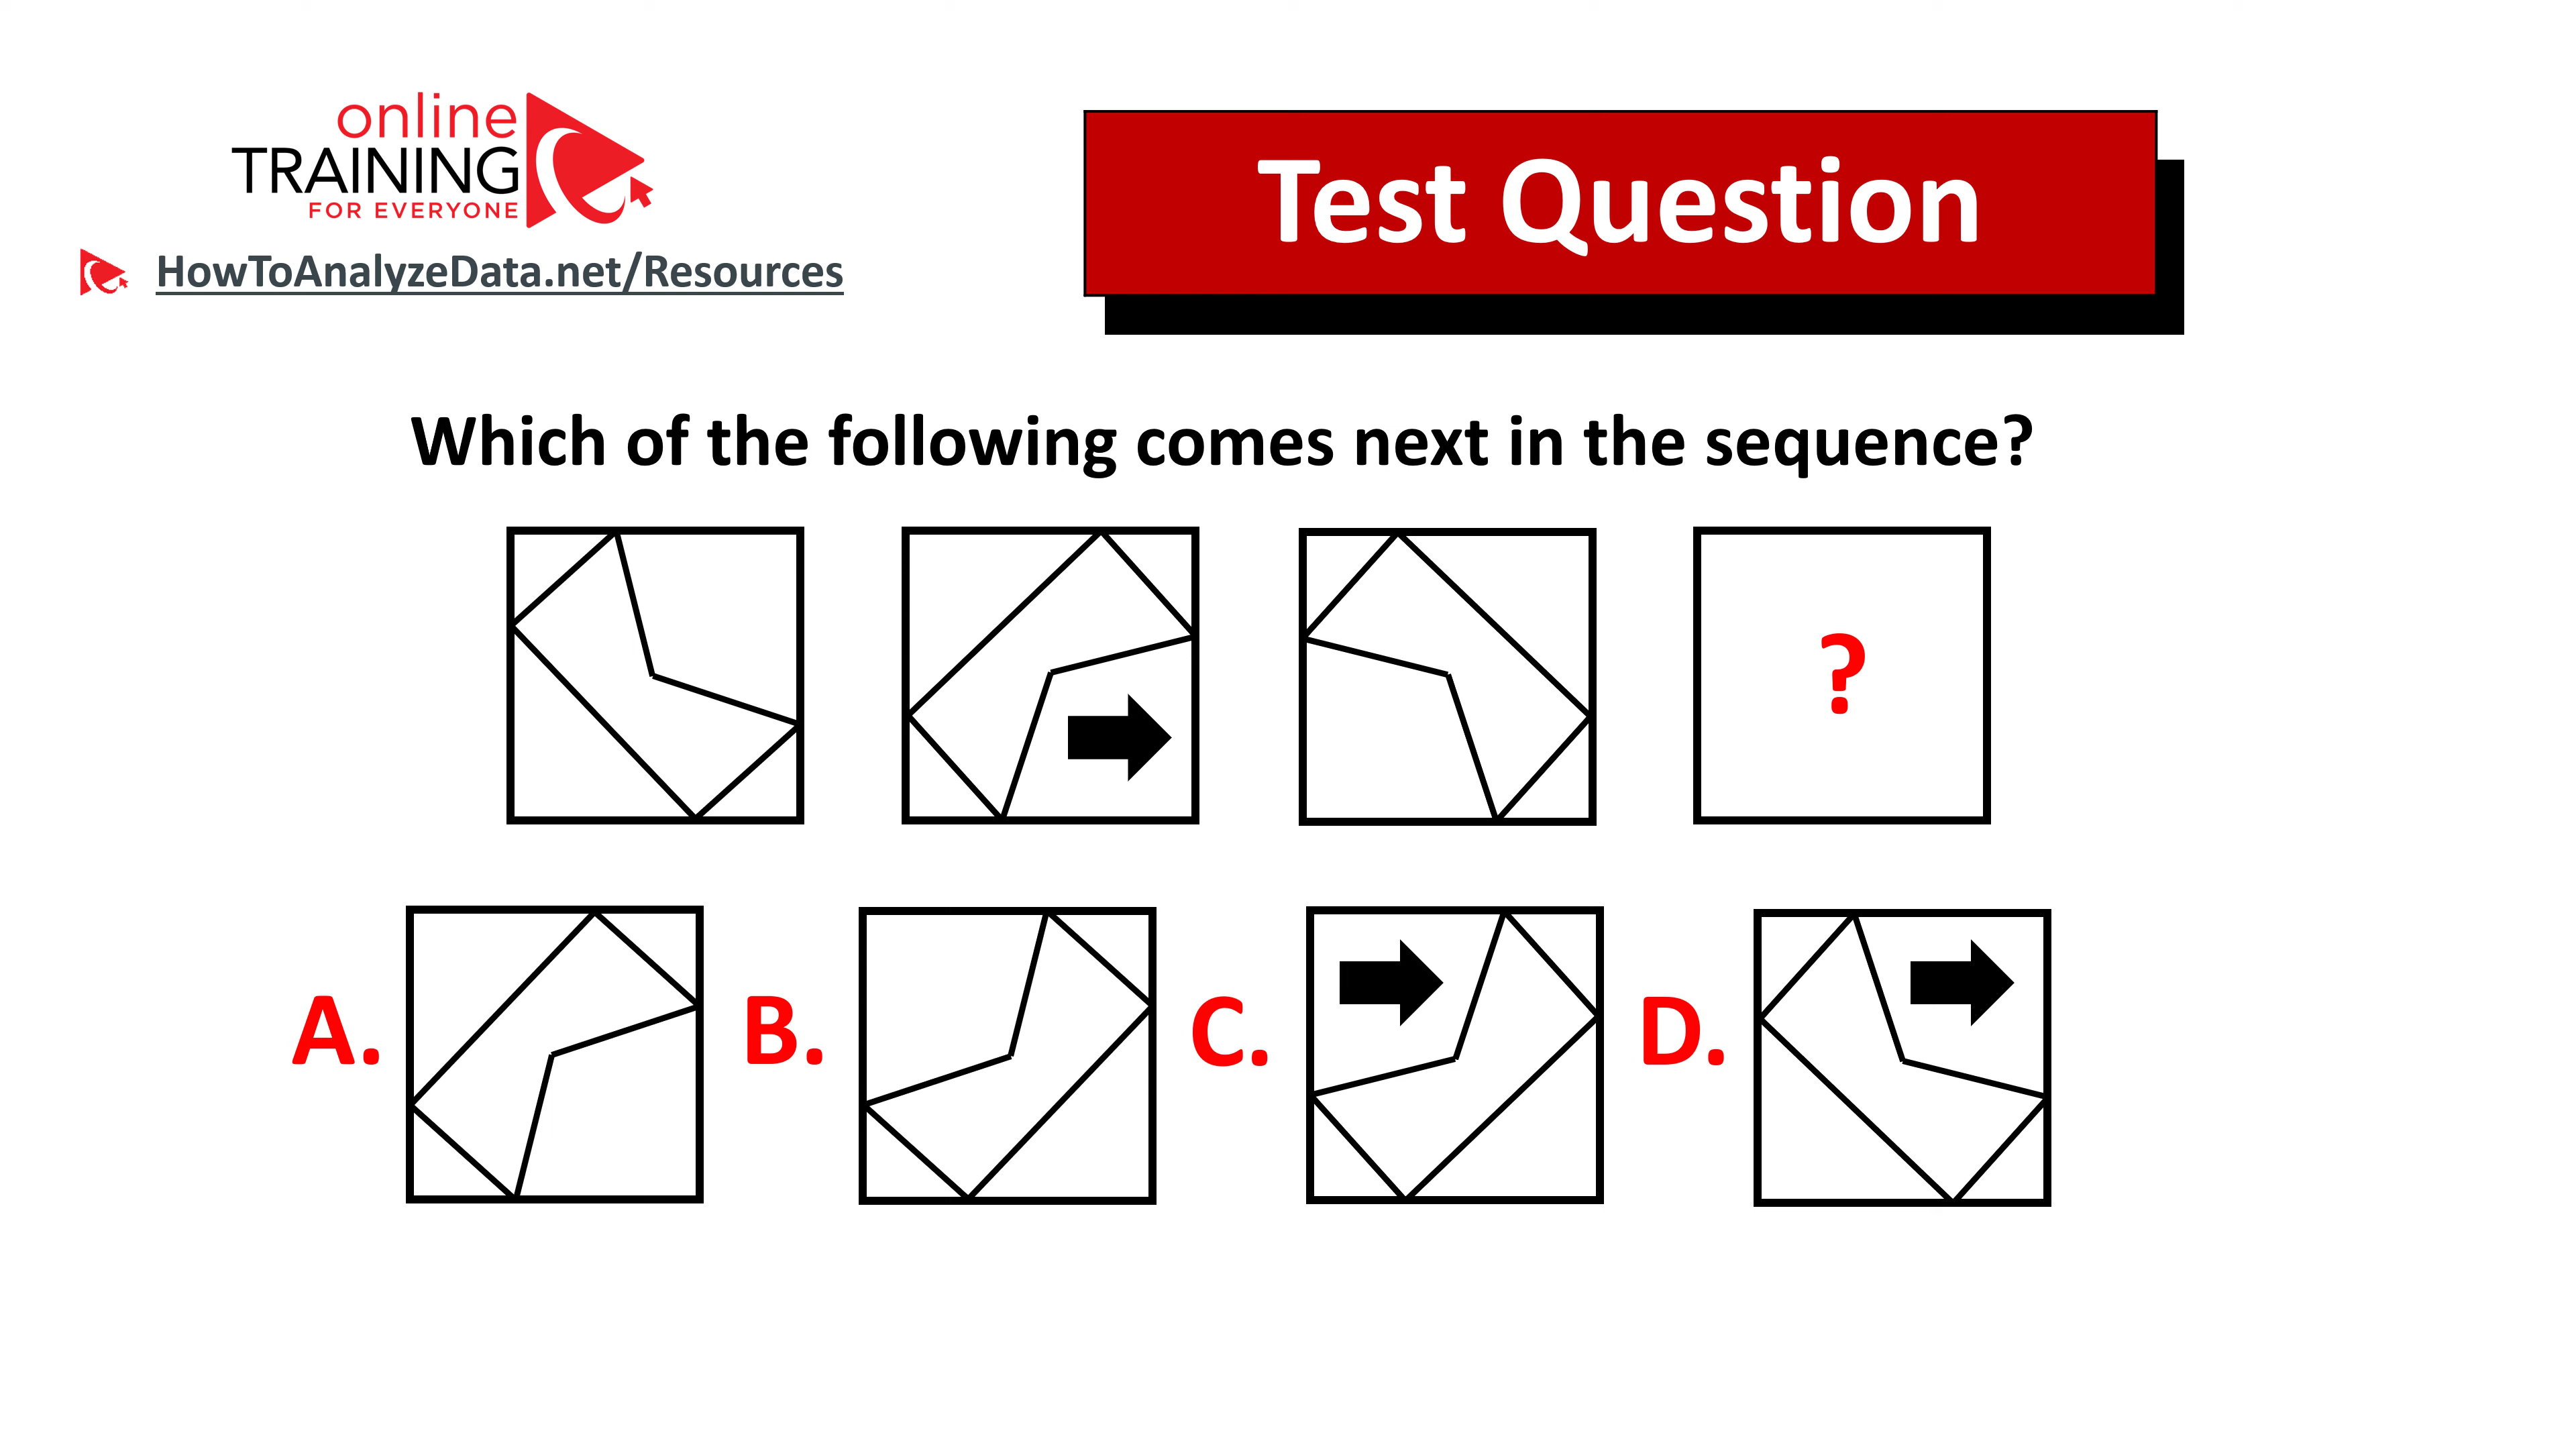 online
TRAINING
FOR EVERYONE
HowToAnalyzeData.net/Resources
Test Question
Which of the following comes next in the sequence?
?
A.
B.
C.
D.